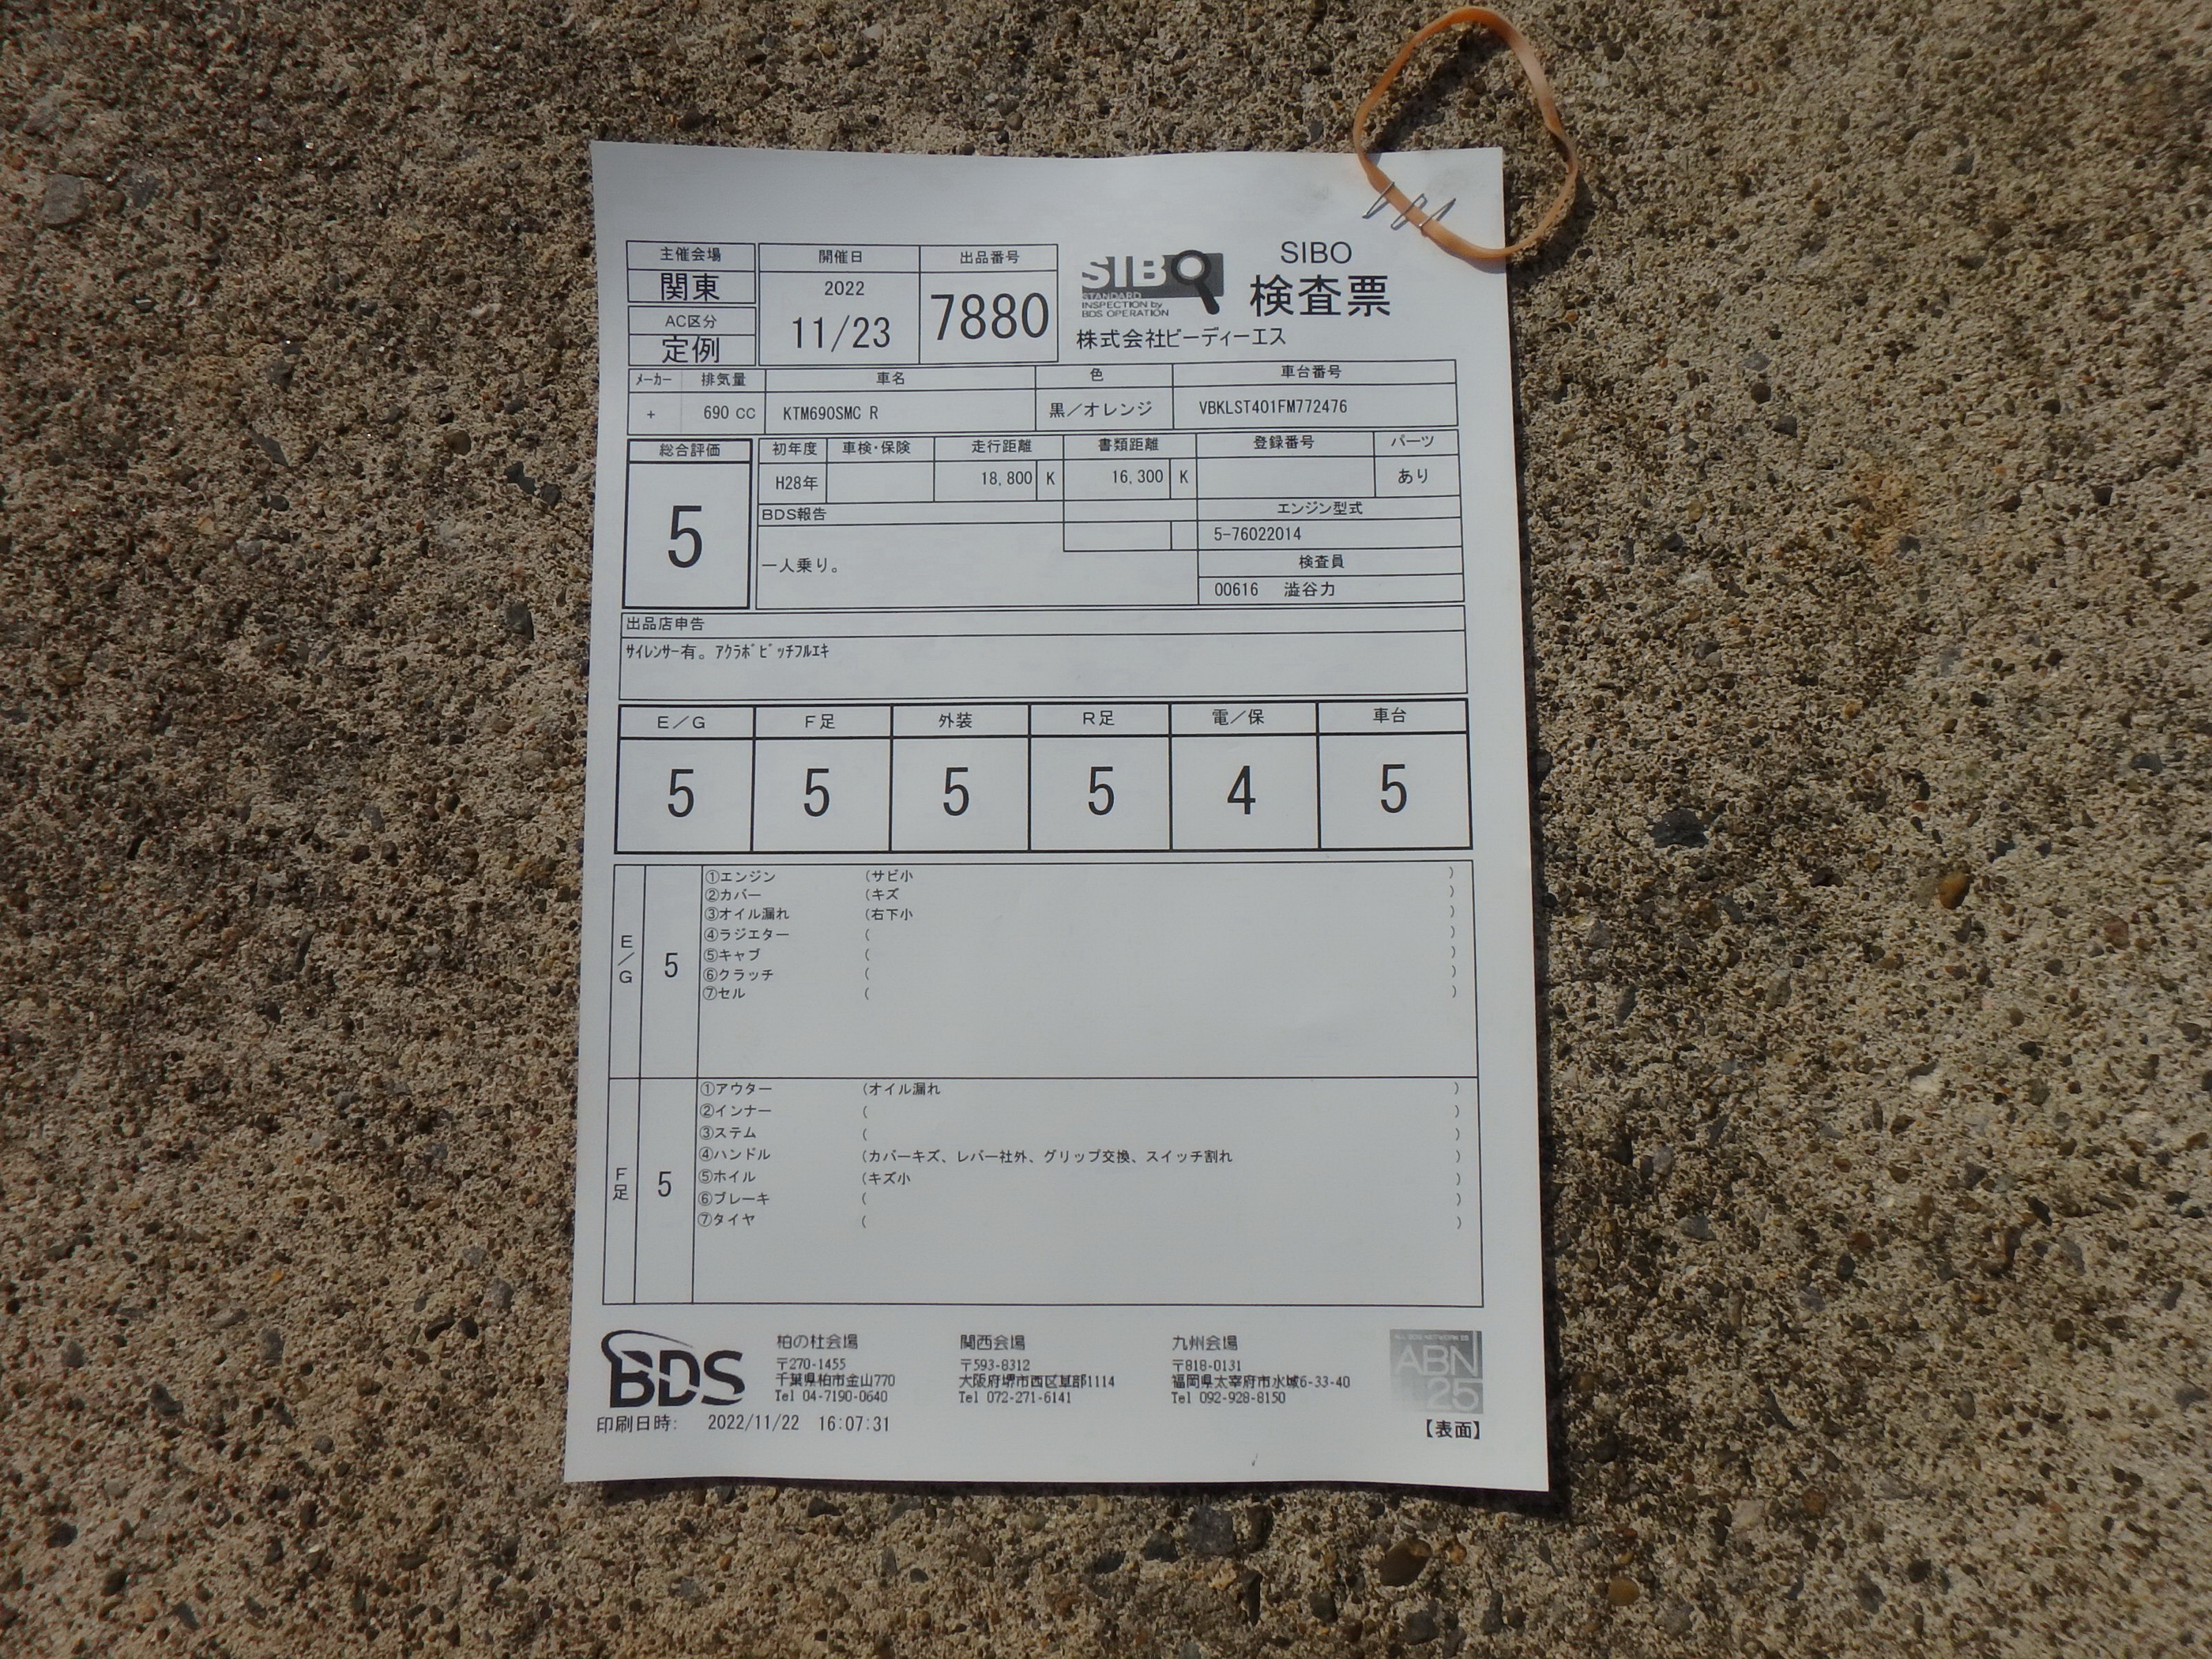 主催会場
関東
AC区分
定例
開催日
2022
11/23
出品番号
7880
SIBO
STANDARD
INSPECTION by
BDS OPERATION
SIBO
検査票
株式会社ビーディーエス
メーカー 排気量 車名 色 車台番号
+ 690 CC KTM690SMC R 黒／オレンジ VBKLST401FM772476
総合評価
5
初年度 車検・保険 走行距離 書類距離 登録番号 パーツ
H28年 18,800 K 16,300 K あり
BDS報告
一人乗り。
エンジン型式
5-76022014
検査員
00616 澁谷力
出品店申告
ｻｲﾚﾝｻｰ有。ｱｸﾗﾎﾞﾋﾞｯﾁﾌﾙｴｷ
E／G F足 外装 R足 電／保 車台
5 5 5 5 4 5
E／G
5
①エンジン (サビ小 )
②カバー (キズ )
③オイル漏れ (右下小 )
④ラジエター ( )
⑤キャブ ( )
⑥クラッチ ( )
⑦セル ( )
F足
5
①アウター (オイル漏れ )
②インナー ( )
③ステム ( )
④ハンドル (カバーキズ、レバー社外、グリップ交換、スイッチ割れ )
⑤ホイル (キズ小 )
⑥ブレーキ ( )
⑦タイヤ ( )
BDS
柏の杜会場
〒270-1455
千葉県柏市金山770
Tel 04-7190-0640
関西会場
〒593-8312
大阪府堺市西区草部1114
Tel 072-271-6141
九州会場
〒818-0131
福岡県太宰府市水城6-33-40
Tel 092-928-8150
ABN
25
印刷日時: 2022/11/22 16:07:31
【表面】